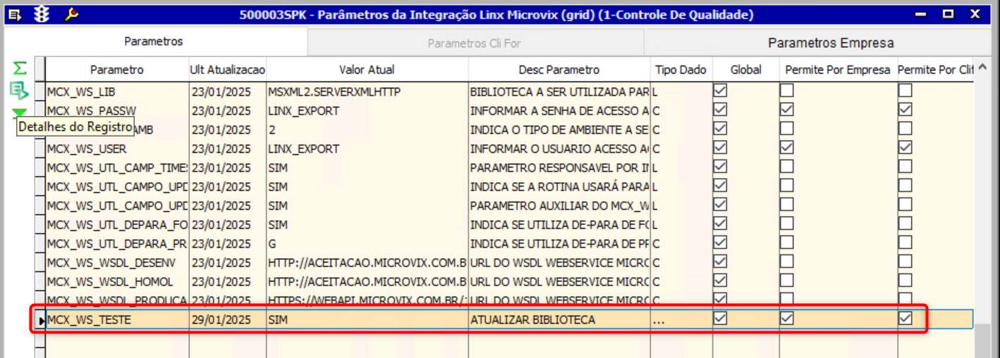 500003SPK - Parâmetros da Integração Linx Microvix (grid) (1-Controle De Qualidade)
Parametros Parametros Cli For Parametros Empresa
Parametro Ult Atualizacao Valor Atual Desc Parametro Tipo Dado Global Permite Por Empresa Permite Por Clif
MCX_WS_LIB 23/01/2025 MSXML2.SERVERXMLHTTP BIBLIOTECA A SER UTILIZADA PAR L
MCX_WS_PASSW 23/01/2025 LINX_EXPORT INFORMAR A SENHA DE ACESSO A C
Detalhes do Registro AMB 23/01/2025 2 INDICA O TIPO DE AMBIENTE A SE C
MCX_WS_USER 23/01/2025 LINX_EXPORT INFORMAR O USUARIO ACESSO A C
MCX_WS_UTL_CAMP_TIMES 23/01/2025 SIM PARAMETRO RESPONSAVEL POR IN L
MCX_WS_UTL_CAMPO_UPD 23/01/2025 SIM INDICA SE A ROTINA USARÁ PARA L
MCX_WS_UTL_CAMPO_UPD 23/01/2025 SIM PARAMETRO AUXILIAR DO MCX_W L
MCX_WS_UTL_DEPARA_FO 23/01/2025 SIM INDICA SE UTILIZA DE-PARA DE FO L
MCX_WS_UTL_DEPARA_PR 23/01/2025 G INDICA SE UTILIZA DE-PARA DE PR C
MCX_WS_WSDL_DESENV 23/01/2025 HTTP://ACEITACAO.MICROVIX.COM.B URL DO WSDL WEBSERVICE MICRO C
MCX_WS_WSDL_HOMOL 23/01/2025 HTTP://ACEITACAO.MICROVIX.COM.B URL DO WSDL WEBSERVICE MICRO C
MCX_WS_WSDL_PRODUCA 23/01/2025 HTTPS://WEBAPI.MICROVIX.COM.BR/1 URL DO WSDL WEBSERVICE MICRO C
MCX_WS_TESTE 29/01/2025 SIM ATUALIZAR BIBLIOTECA ...